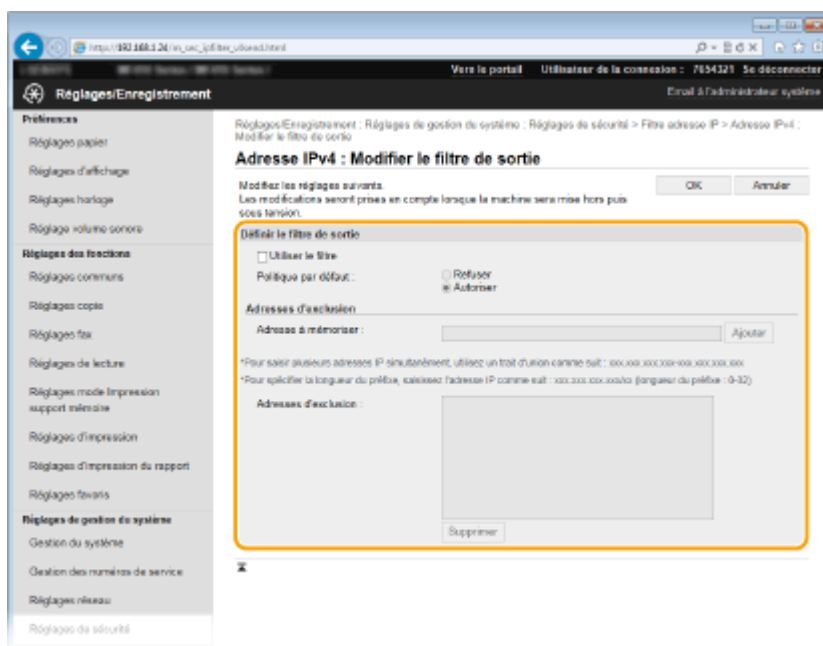 http://192.168.1.24/m_sec_ipfilter_v4send.html
Vers le portail Utilisateur de la connexion : 7654321 Se déconnecter
Réglages/Enregistrement
Email à l'administrateur système
Préférences
Réglages papier
Réglages d'affichage
Réglages horloge
Réglage volume sonore
Réglages des fonctions
Réglages communs
Réglages copie
Réglages fax
Réglages de lecture
Réglages mode Impression
support mémoire
Réglages d'impression
Réglages d'impression du rapport
Réglages favoris
Réglages de gestion du système
Gestion du système
Gestion des numéros de service
Réglages réseau
Réglages de sécurité
Réglages/Enregistrement : Réglages de gestion du système : Réglages de sécurité > Filtre adresse IP > Adresse IPv4 :
Modifier le filtre de sortie
Adresse IPv4 : Modifier le filtre de sortie
Modifiez les réglages suivants.
Les modifications seront prises en compte lorsque la machine sera mise hors puis
sous tension.
OK Annuler
Définir le filtre de sortie
Utiliser le filtre
Politique par défaut :
Refuser
Autoriser
Adresses d'exclusion
Adresse à mémoriser :
Ajouter
*Pour saisir plusieurs adresses IP simultanément, utilisez un trait d'union comme suit : xxx.xxx.xxx.xxx-xxx.xxx.xxx.xxx
*Pour spécifier la longueur du préfixe, saisissez l'adresse IP comme suit : xxx.xxx.xxx.xxx/xx (longueur du préfixe : 0-32)
Adresses d'exclusion :
Supprimer